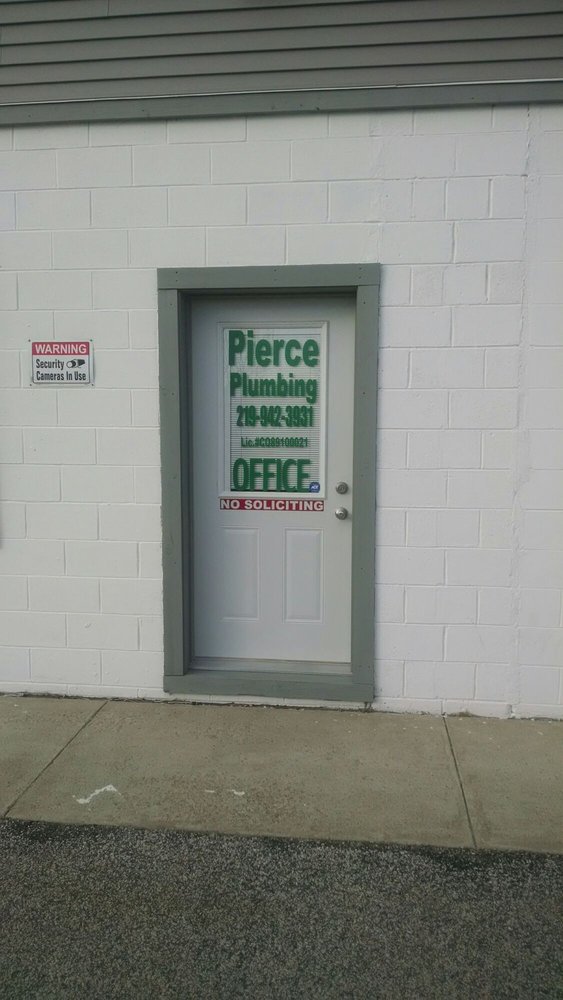 WARNING
Security
Cameras In Use
Pierce
Plumbing
219-942-3931
Lic.#CO89100021
OFFICE
NO SOLICITING